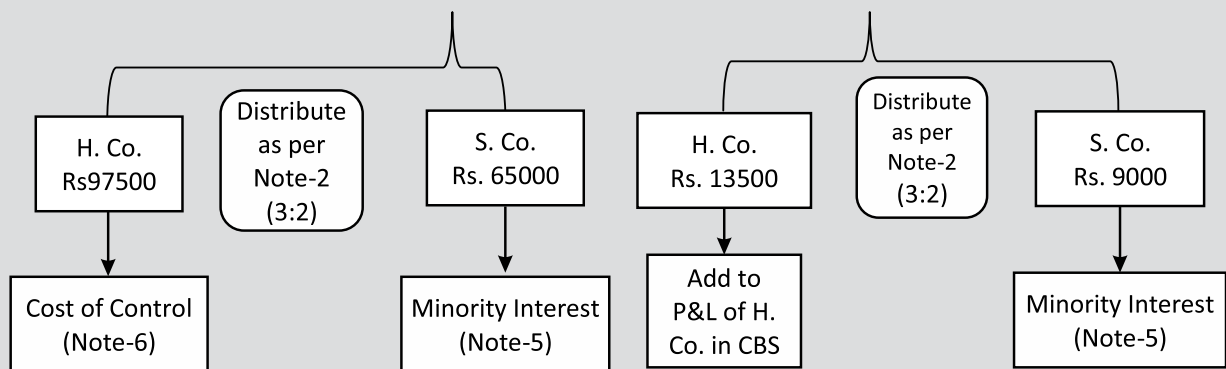 H. Co.
Rs97500
Distribute
as per
Note-2
(3:2)
S. Co.
Rs. 65000
Cost of Control
(Note-6)
Minority Interest
(Note-5)
H. Co.
Rs. 13500
Distribute
as per
Note-2
(3:2)
S. Co.
Rs. 9000
Add to
P&L of H.
Co. in CBS
Minority Interest
(Note-5)